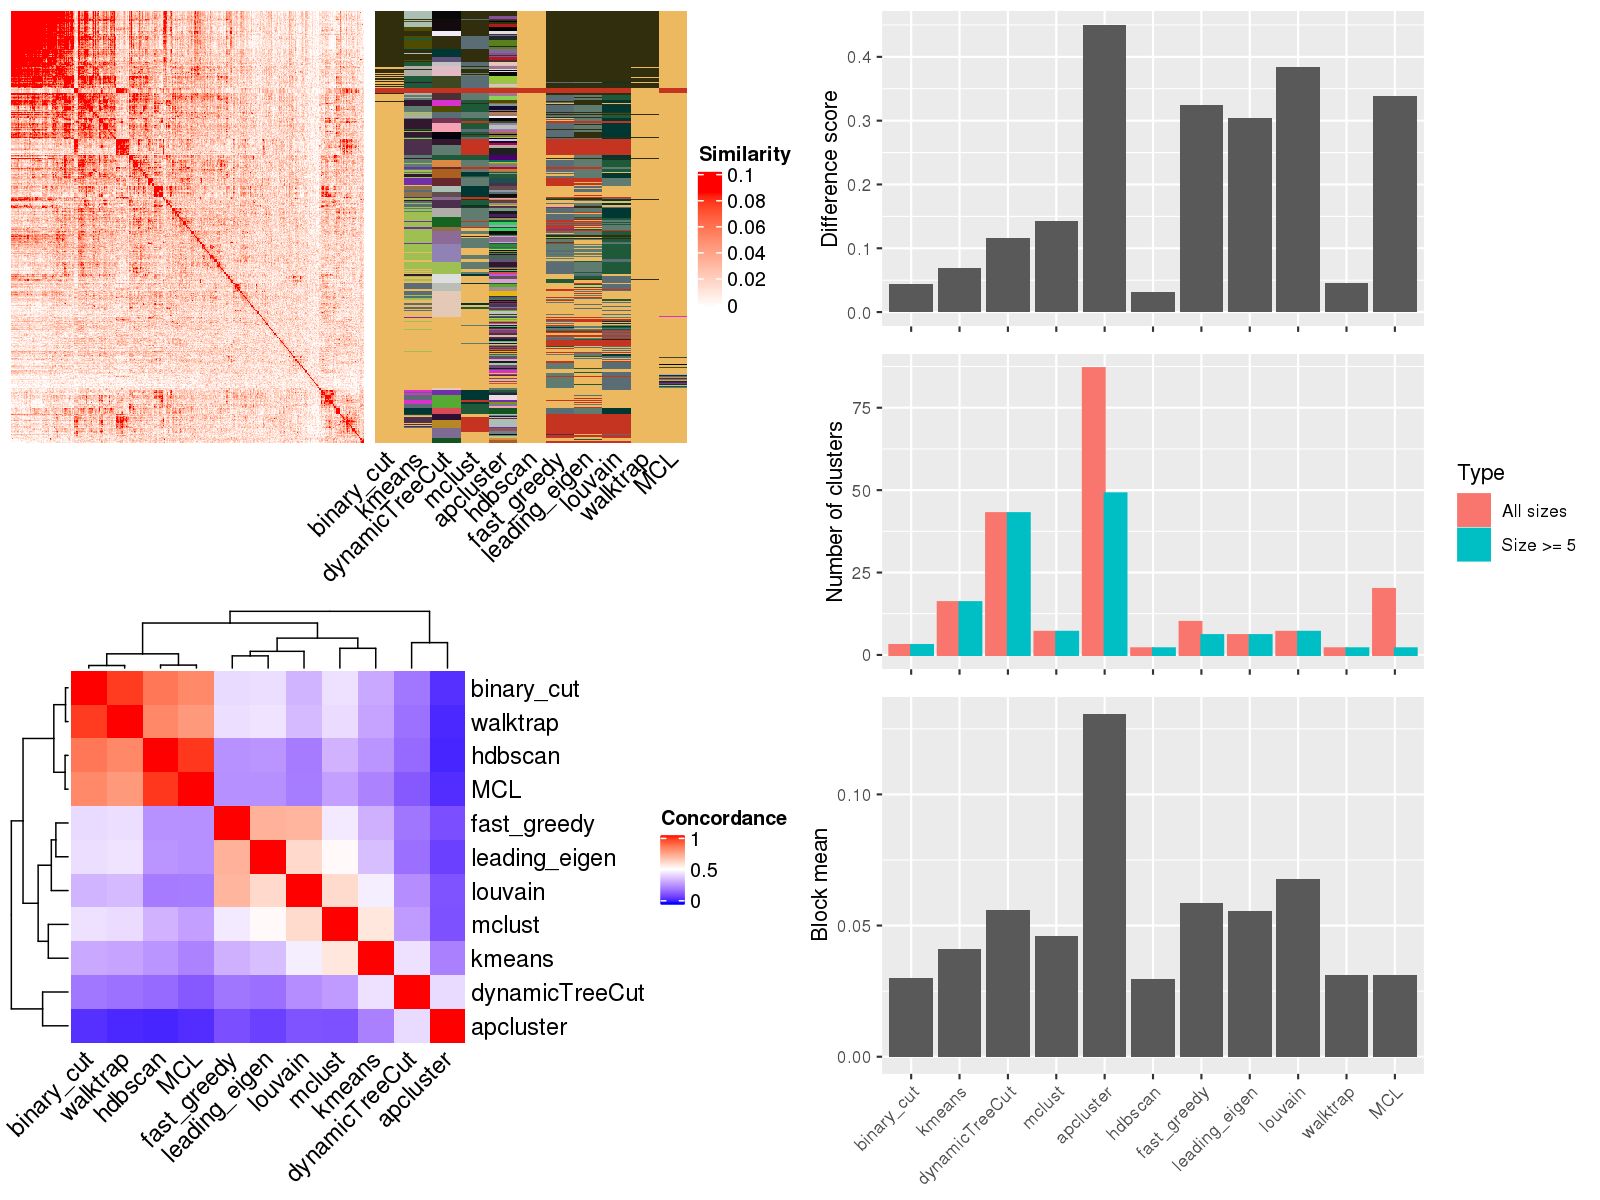 Similarity
0.1
0.08
0.06
0.04
0.02
0
binary_cut
kmeans
dynamicTreeCut
mclust
apcluster
hdbscan
fast_greedy
leading_eigen
louvain
walktrap
MCL
binary_cut
walktrap
hdbscan
MCL
fast_greedy
leading_eigen
louvain
mclust
kmeans
dynamicTreeCut
apcluster
binary_cut
walktrap
hdbscan
MCL
fast_greedy
leading_eigen
louvain
mclust
kmeans
dynamicTreeCut
apcluster
Concordance
1
0.5
0
Difference score
0.4
0.3
0.2
0.1
0.0
Number of clusters
75
50
25
0
Type
All sizes
Size >= 5
Block mean
0.10
0.05
0.00
binary_cut
kmeans
dynamicTreeCut
mclust
apcluster
hdbscan
fast_greedy
leading_eigen
louvain
walktrap
MCL